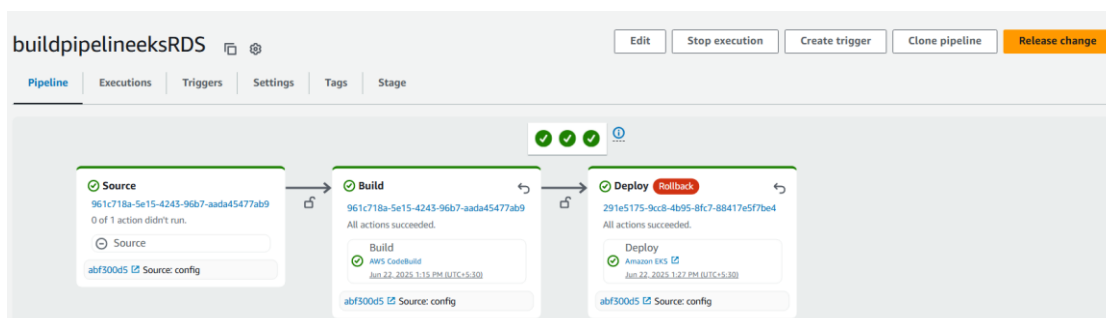 buildpipelineeksRDS
Edit
Stop execution
Create trigger
Clone pipeline
Release change
Pipeline
Executions
Triggers
Settings
Tags
Stage
Source
961c718a-5e15-4243-96b7-aada45477ab9
0 of 1 action didn't run.
Source
abf300d5 Source: config
Build
961c718a-5e15-4243-96b7-aada45477ab9
All actions succeeded.
Build
AWS CodeBuild
Jun 22, 2025 1:15 PM (UTC+5:30)
abf300d5 Source: config
Deploy Rollback
291e5175-9cc8-4b95-8fc7-88417e5f7be4
All actions succeeded.
Deploy
Amazon EKS
Jun 22, 2025 1:27 PM (UTC+5:30)
abf300d5 Source: config